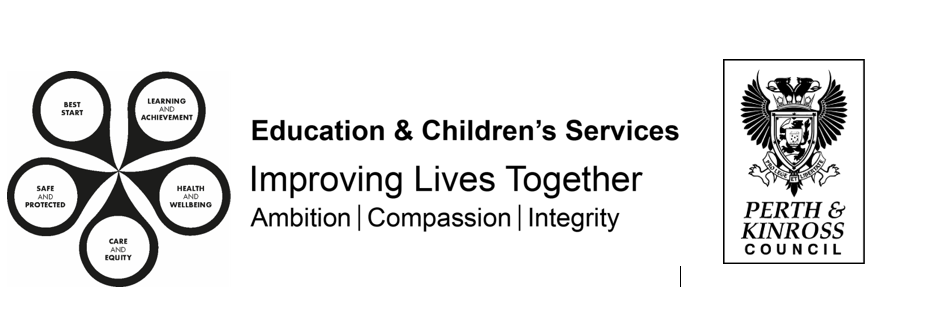 BEST
START
LEARNING
AND
ACHIEVEMENT
SAFE
AND
PROTECTED
HEALTH
AND
WELLBEING
CARE
AND
EQUITY
Education & Children’s Services
Improving Lives Together
Ambition | Compassion | Integrity
PERTH &
KINROSS
COUNCIL